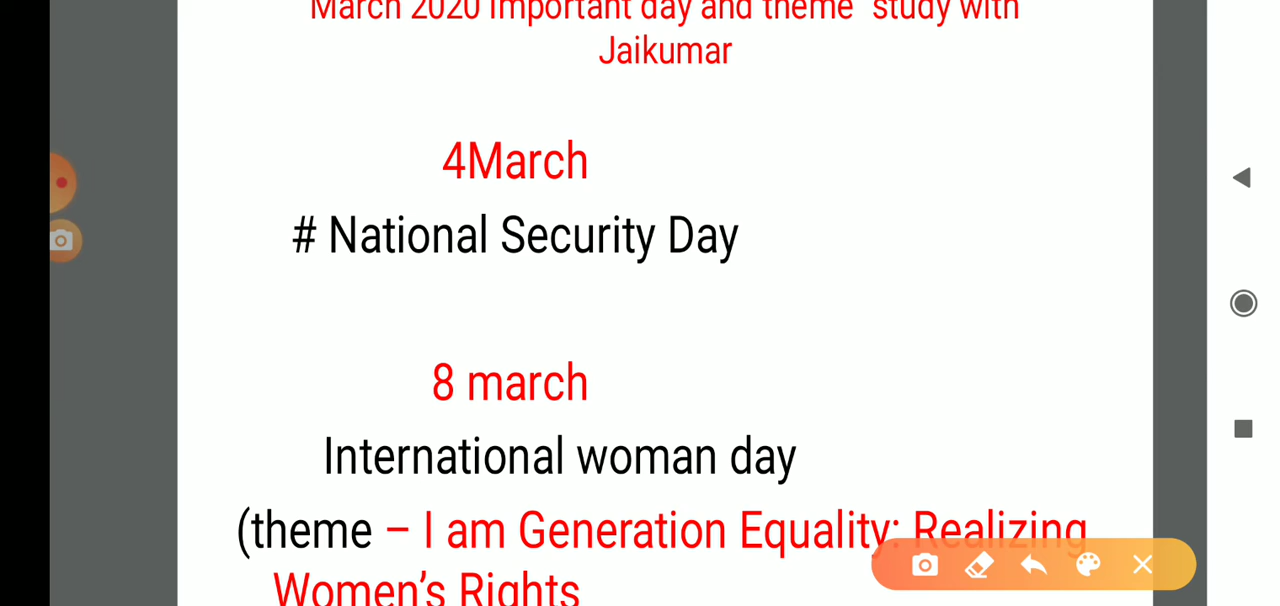 March 2020 Important day and theme study with
Jaikumar
4March
# National Security Day
8 march
International woman day
(theme – I am Generation Equality: Realizing
Women's Rights